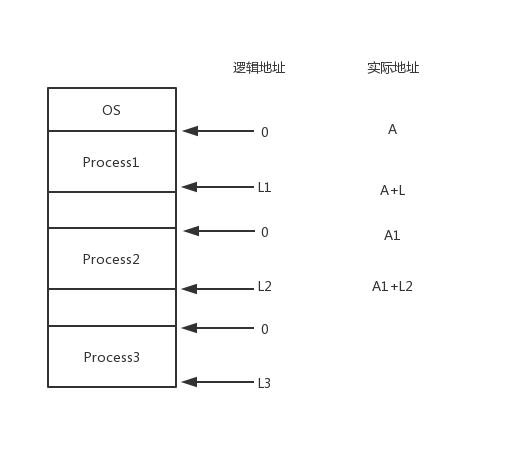 逻辑地址 实际地址
OS
0 A
Process1
L1 A+L
0 A1
Process2
L2 A1+L2
0
Process3
L3